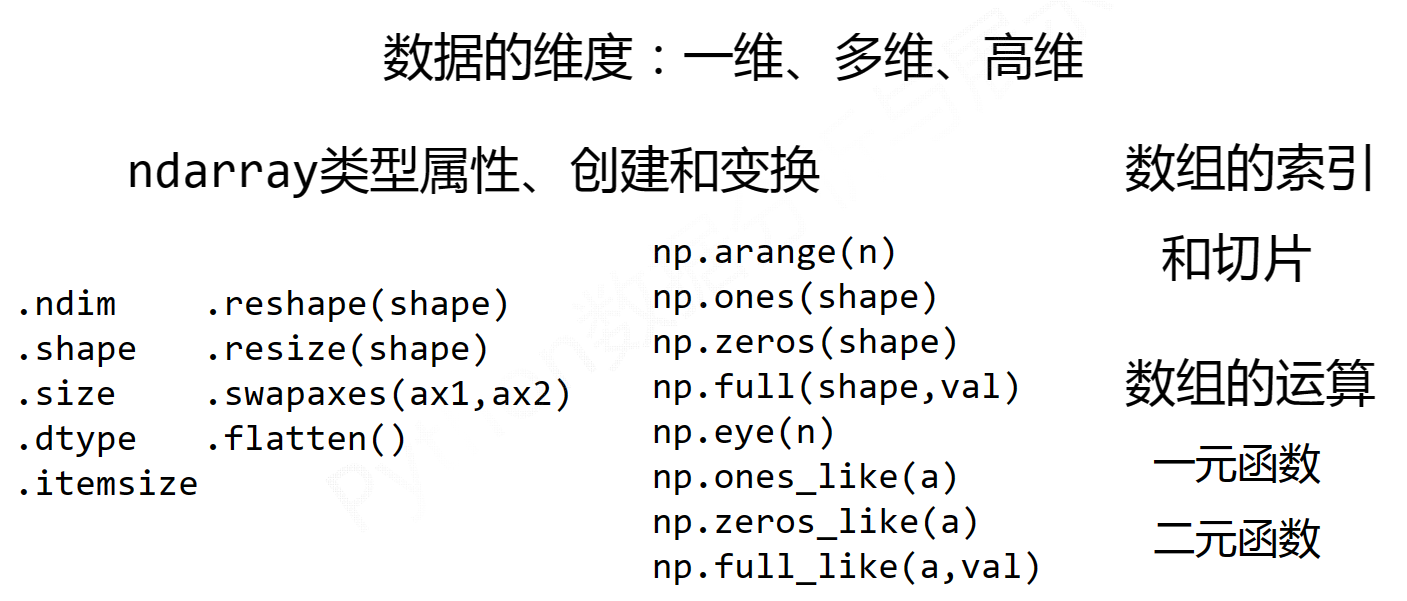 数据的维度：一维、多维、高维
ndarray类型属性、创建和变换
.ndim
.shape
.size
.dtype
.itemsize
.reshape(shape)
.resize(shape)
.swapaxes(ax1,ax2)
.flatten()
np.arange(n)
np.ones(shape)
np.zeros(shape)
np.full(shape,val)
np.eye(n)
np.ones_like(a)
np.zeros_like(a)
np.full_like(a,val)
数组的索引
和切片
数组的运算
一元函数
二元函数